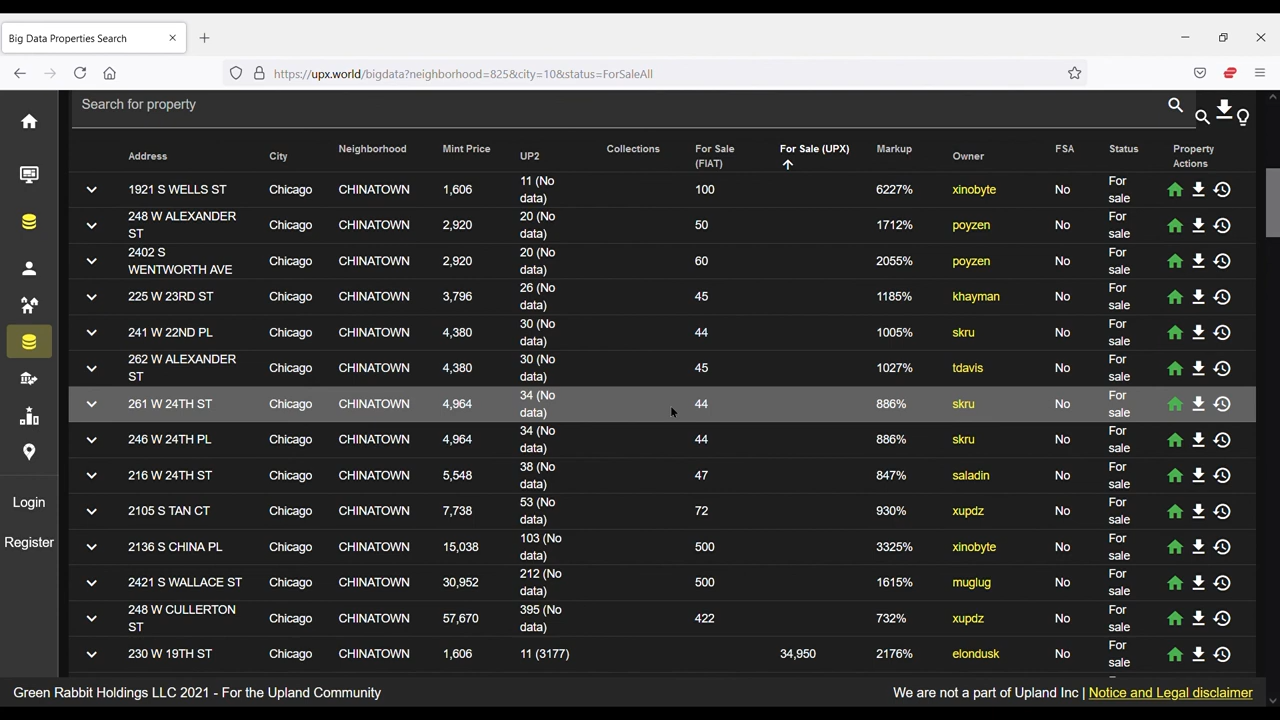 Big Data Properties Search
https://upx.world/bigdata?neighborhood=825&city=10&status=ForSaleAll
Search for property
Address City Neighborhood Mint Price UP2 Collections For Sale (FIAT) For Sale (UPX) Markup Owner FSA Status Property Actions
1921 S WELLS ST Chicago CHINATOWN 1,606 11 (No data) 100 6227% xinobyte No For sale
248 W ALEXANDER ST Chicago CHINATOWN 2,920 20 (No data) 50 1712% poyzen No For sale
2402 S WENTWORTH AVE Chicago CHINATOWN 2,920 20 (No data) 60 2055% poyzen No For sale
225 W 23RD ST Chicago CHINATOWN 3,796 26 (No data) 45 1185% khayman No For sale
241 W 22ND PL Chicago CHINATOWN 4,380 30 (No data) 44 1005% skru No For sale
262 W ALEXANDER ST Chicago CHINATOWN 4,380 30 (No data) 45 1027% tdavis No For sale
261 W 24TH ST Chicago CHINATOWN 4,964 34 (No data) 44 886% skru No For sale
246 W 24TH PL Chicago CHINATOWN 4,964 34 (No data) 44 886% skru No For sale
216 W 24TH ST Chicago CHINATOWN 5,548 38 (No data) 47 847% saladin No For sale
2105 S TAN CT Chicago CHINATOWN 7,738 53 (No data) 72 930% xupdz No For sale
2136 S CHINA PL Chicago CHINATOWN 15,038 103 (No data) 500 3325% xinobyte No For sale
2421 S WALLACE ST Chicago CHINATOWN 30,952 212 (No data) 500 1615% muglug No For sale
248 W CULLERTON ST Chicago CHINATOWN 57,670 395 (No data) 422 732% xupdz No For sale
230 W 19TH ST Chicago CHINATOWN 1,606 11 (3177) 34,950 2176% elondusk No For sale
Login
Register
Green Rabbit Holdings LLC 2021 - For the Upland Community
We are not a part of Upland Inc | Notice and Legal disclaimer